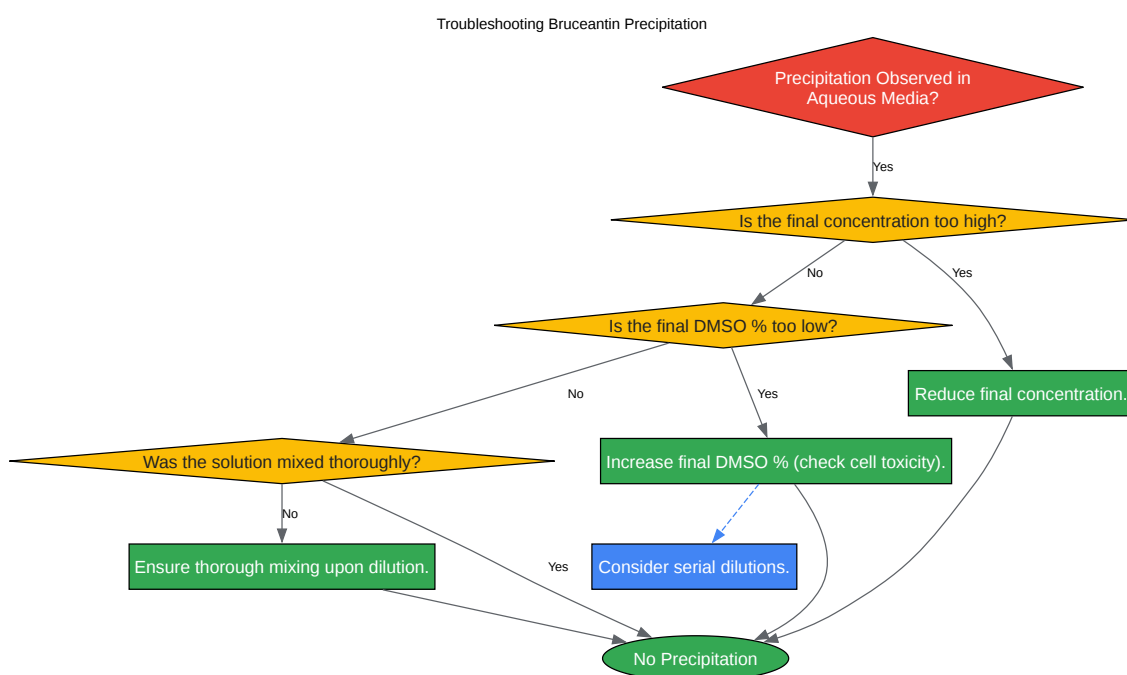 Troubleshooting Bruceantin Precipitation
Precipitation Observed in
Aqueous Media?
Yes
Is the final concentration too high?
No
Yes
Is the final DMSO % too low?
No
Yes
Reduce final concentration.
Was the solution mixed thoroughly?
Increase final DMSO % (check cell toxicity).
No
Yes
Ensure thorough mixing upon dilution.
Consider serial dilutions.
No Precipitation